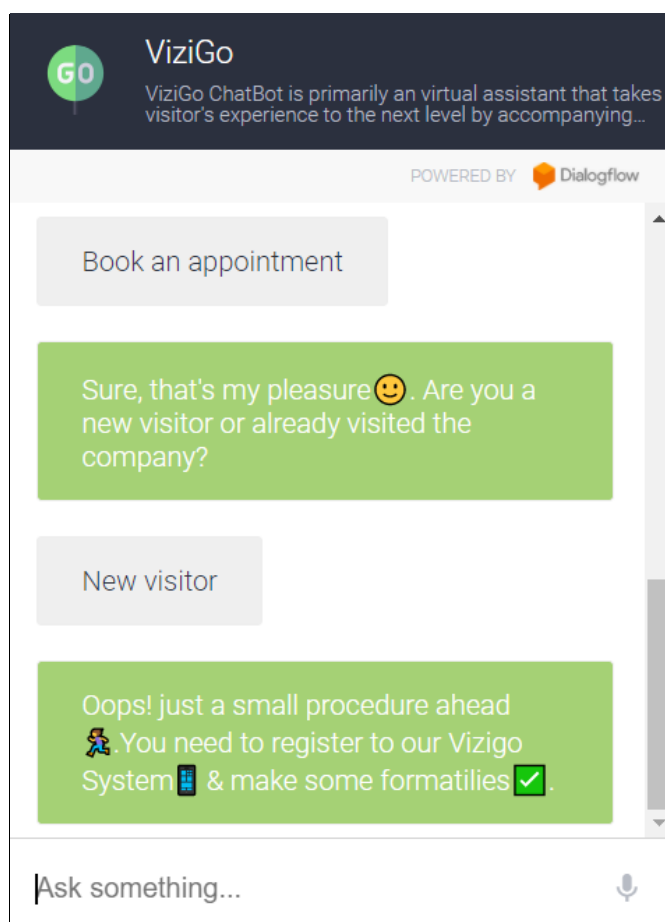 GO
ViziGo
ViziGo ChatBot is primarily an virtual assistant that takes
visitor's experience to the next level by accompanying...
POWERED BY Dialogflow
Book an appointment
Sure, that's my pleasure🙂. Are you a
new visitor or already visited the
company?
New visitor
Oops! just a small procedure ahead
🏃.You need to register to our Vizigo
System📱 & make some formatilies✅.
Ask something...